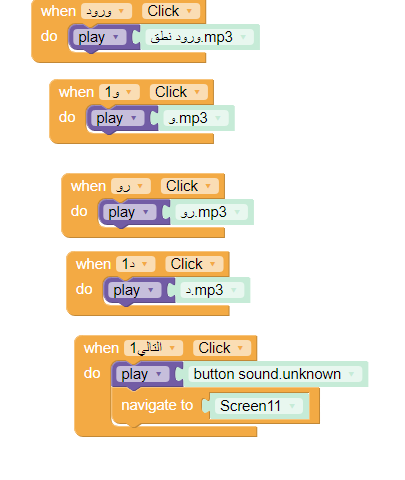 when ورود Click
do play ورود نطق.mp3
when و1 Click
do play و.mp3
when رو Click
do play رو.mp3
when د1 Click
do play د.mp3
when التالي1 Click
do play button sound.unknown
navigate to Screen11